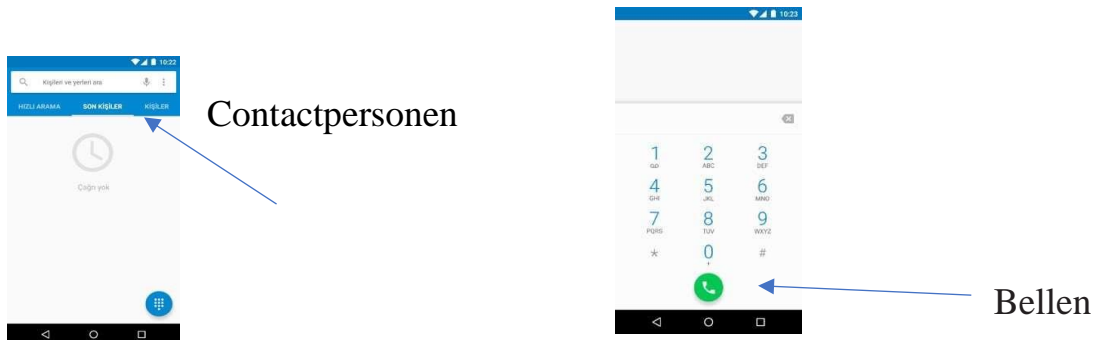 10:22
Kişileri ve yerleri ara
HIZLI ARAMA SON KİŞİLER KİŞİLER
Çağrı yok
Contactpersonen
10:23
1 2 3
ABC DEF
4 5 6
GHI JKL MNO
7 8 9
PQRS TUV WXYZ
* 0 #
+
Bellen